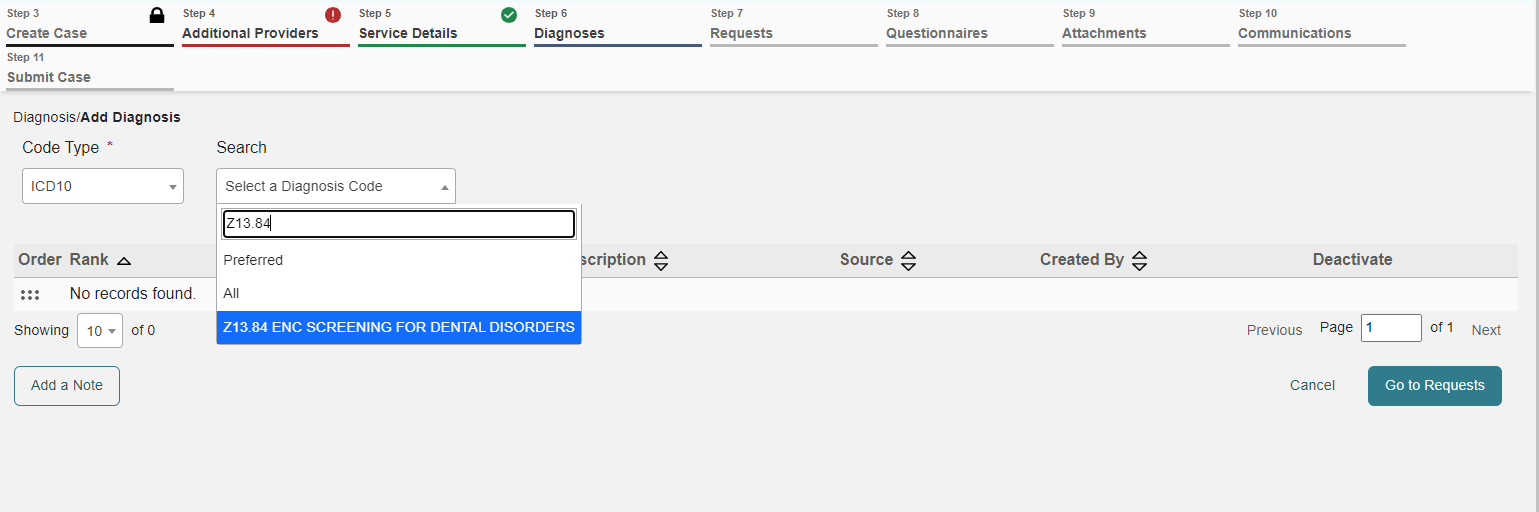 Step 3
Create Case
Step 4
Additional Providers
Step 5
Service Details
Step 6
Diagnoses
Step 7
Requests
Step 8
Questionnaires
Step 9
Attachments
Step 10
Communications
Step 11
Submit Case
Diagnosis/Add Diagnosis
Code Type *
Search
ICD10
Select a Diagnosis Code
Z13.84
Preferred
All
Z13.84 ENC SCREENING FOR DENTAL DISORDERS
Order Rank scription Source Created By Deactivate
No records found.
Showing 10 of 0
Previous Page 1 of 1 Next
Add a Note
Cancel
Go to Requests